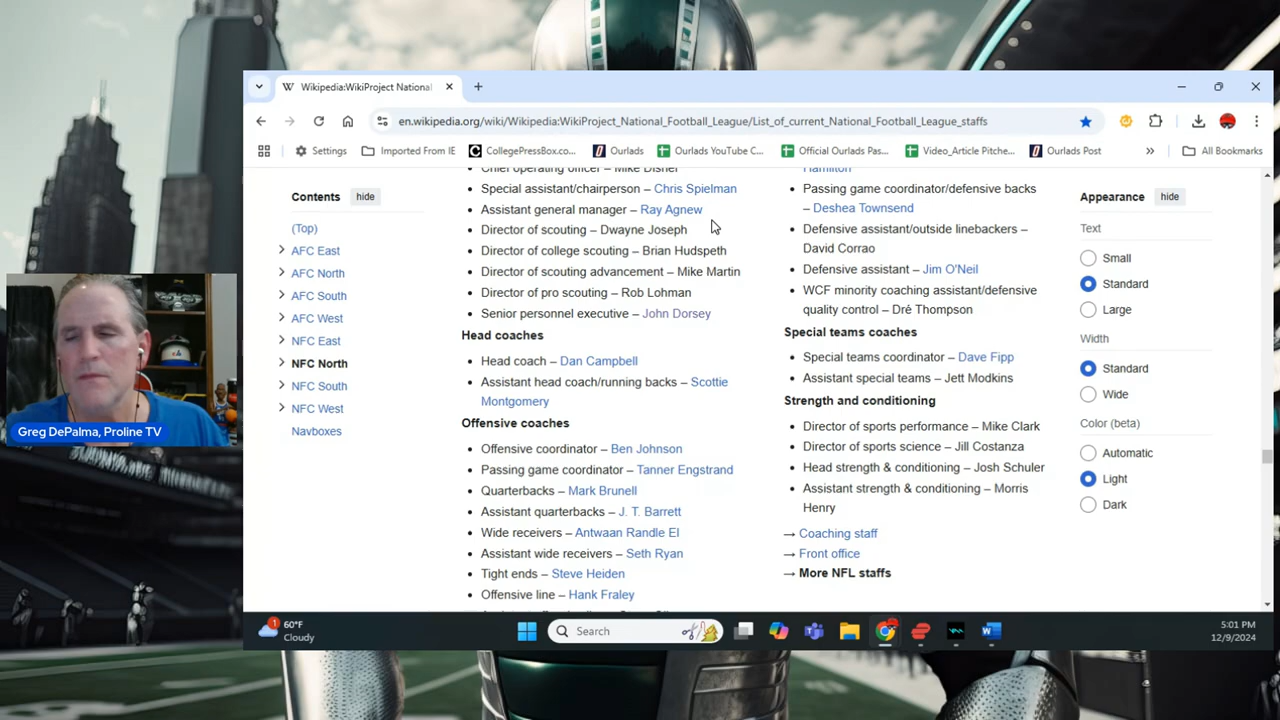 Wikipedia:WikiProject National
en.wikipedia.org/wiki/Wikipedia:WikiProject_National_Football_League/List_of_current_National_Football_League_staffs
Settings
Imported From IE
CollegePressBox.co...
Ourlads
Ourlads YouTube C...
Official Ourlads Pas...
Video_Article Pitche...
Ourlads Post
»
All Bookmarks
Contents
hide
(Top)
AFC East
AFC North
AFC South
AFC West
NFC East
NFC North
NFC South
NFC West
Navboxes
Chief operating officer – Mike Disner
Special assistant/chairperson – Chris Spielman
Assistant general manager – Ray Agnew
Director of scouting – Dwayne Joseph
Director of college scouting – Brian Hudspeth
Director of scouting advancement – Mike Martin
Director of pro scouting – Rob Lohman
Senior personnel executive – John Dorsey
Head coaches
Head coach – Dan Campbell
Assistant head coach/running backs – Scottie
Montgomery
Offensive coaches
Offensive coordinator – Ben Johnson
Passing game coordinator – Tanner Engstrand
Quarterbacks – Mark Brunell
Assistant quarterbacks – J. T. Barrett
Wide receivers – Antwaan Randle El
Assistant wide receivers – Seth Ryan
Tight ends – Steve Heiden
Offensive line – Hank Fraley
Hamilton
Passing game coordinator/defensive backs
– Deshea Townsend
Defensive assistant/outside linebackers –
David Corrao
Defensive assistant – Jim O'Neil
WCF minority coaching assistant/defensive
quality control – Dré Thompson
Special teams coaches
Special teams coordinator – Dave Fipp
Assistant special teams – Jett Modkins
Strength and conditioning
Director of sports performance – Mike Clark
Director of sports science – Jill Costanza
Head strength & conditioning – Josh Schuler
Assistant strength & conditioning – Morris
Henry
→ Coaching staff
→ Front office
→ More NFL staffs
Appearance
hide
Text
Small
Standard
Large
Width
Standard
Wide
Color (beta)
Automatic
Light
Dark
Greg DePalma, Proline TV
1
60°F
Cloudy
Search
5:01 PM
12/9/2024